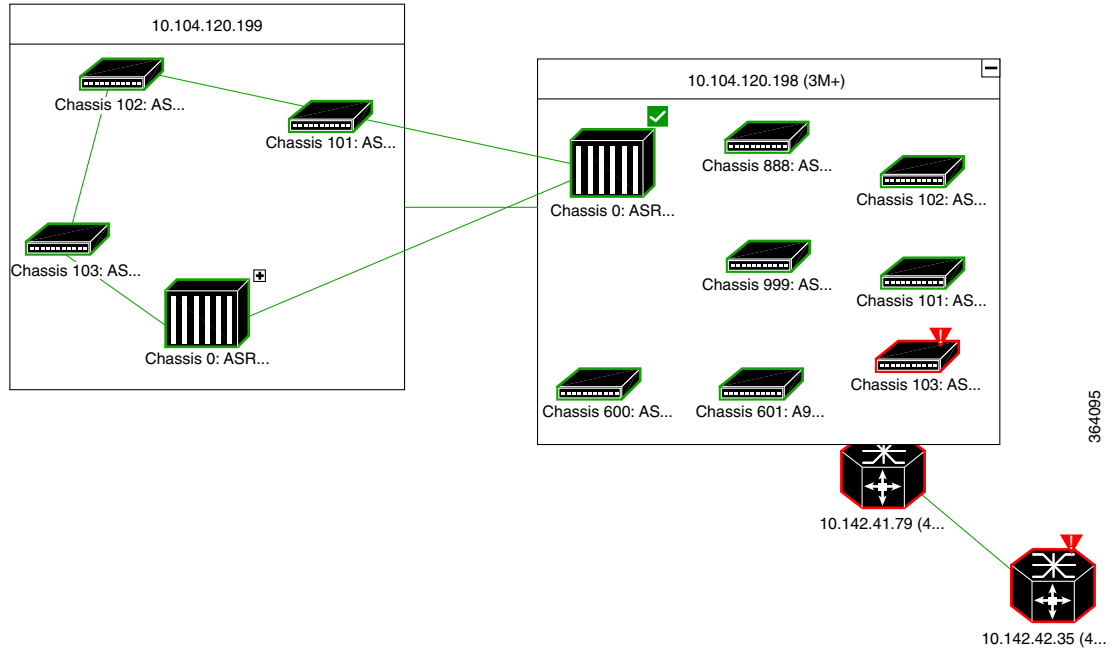 10.104.120.199
Chassis 102: AS...
Chassis 101: AS...
Chassis 103: AS...
Chassis 0: ASR...
10.104.120.198 (3M+)
Chassis 0: ASR...
Chassis 888: AS...
Chassis 102: AS...
Chassis 999: AS...
Chassis 101: AS...
Chassis 103: AS...
Chassis 600: AS...
Chassis 601: A9...
10.142.41.79 (4...
10.142.42.35 (4...
364095